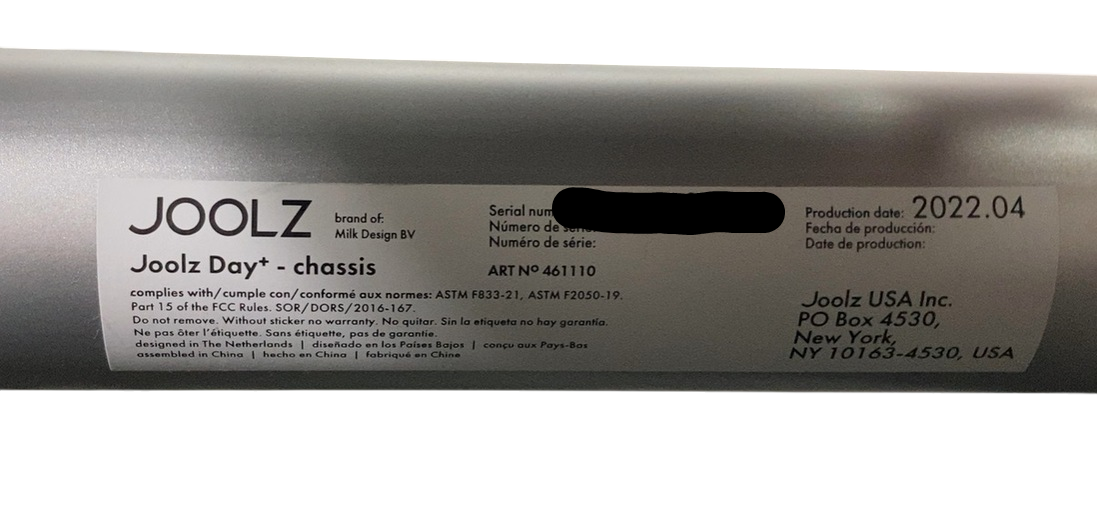 JOOLZ
brand of:
Milk Design BV
Joolz Day⁺ - chassis
complies with/cumple con/conformé aux normes: ASTM F833-21, ASTM F2050-19.
Part 15 of the FCC Rules. SOR/DORS/2016-167.
Do not remove. Without sticker no warranty. No quitar. Sin la etiqueta no hay garantía.
Ne pas ôter l'étiquette. Sans étiquette, pas de garantie.
designed in The Netherlands | diseñado en los Países Bajos | conçu aux Pays-Bas
assembled in China | hecho en China | fabriqué en Chine
Serial
Número de
Numéro de série:
ART Nº 461110
Production date: 2022.04
Fecha de producción:
Date de production:
Joolz USA Inc.
PO Box 4530,
New York,
NY 10163-4530, USA